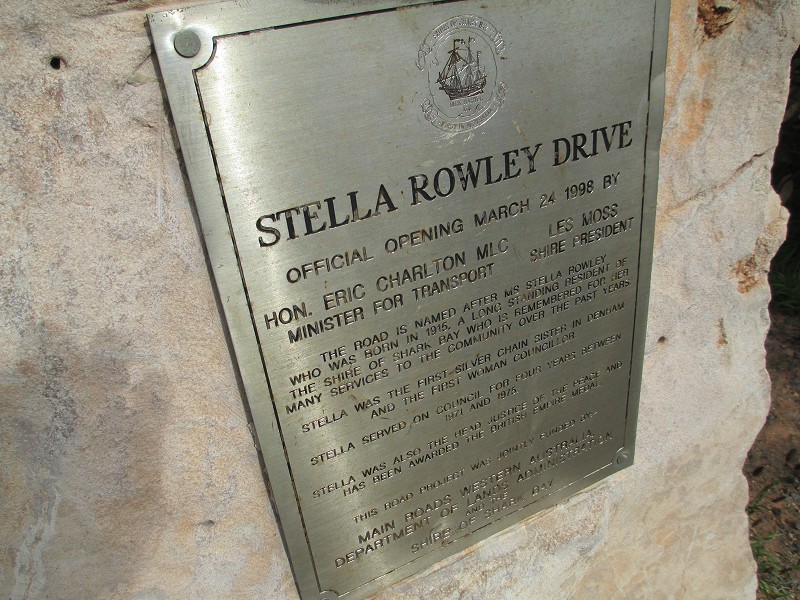 STELLA ROWLEY DRIVE
OFFICIAL OPENING MARCH 24 1998 BY
HON. ERIC CHARLTON MLC LES MOSS
MINISTER FOR TRANSPORT SHIRE PRESIDENT
THE ROAD IS NAMED AFTER MS STELLA ROWLEY
WHO WAS BORN IN 1915, A LONG STANDING RESIDENT OF
THE SHIRE OF SHARK BAY WHO IS REMEMBERED FOR HER
MANY SERVICES TO THE COMMUNITY OVER THE PAST YEARS
STELLA WAS THE FIRST SILVER CHAIN SISTER IN DENHAM
AND THE FIRST WOMAN COUNCILLOR
STELLA SERVED ON COUNCIL FOR FOUR YEARS BETWEEN
1971 AND 1975
STELLA WAS ALSO THE HEAD JUSTICE OF THE PEACE AND
HAS BEEN AWARDED THE BRITISH EMPIRE MEDAL
THIS ROAD PROJECT WAS JOINTLY FUNDED BY
MAIN ROADS WESTERN AUSTRALIA
DEPARTMENT OF LANDS ADMINISTRATION
AND THE
SHIRE OF SHARK BAY